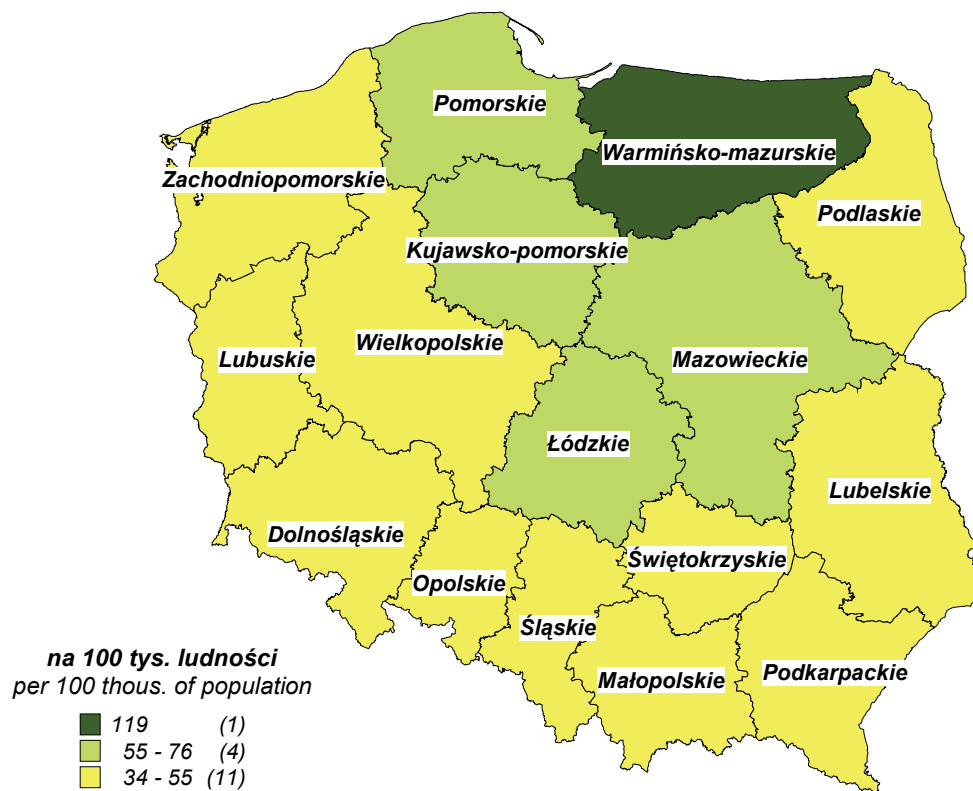 Pomorskie
Warmińsko-mazurskie
Zachodniopomorskie
Podlaskie
Kujawsko-pomorskie
Wielkopolskie
Lubuskie
Mazowieckie
Łódzkie
Lubelskie
Dolnośląskie
Świętokrzyskie
Opolskie
Śląskie
Małopolskie
Podkarpackie
na 100 tys. ludności
per 100 thous. of population
119 (1)
55 - 76 (4)
34 - 55 (11)